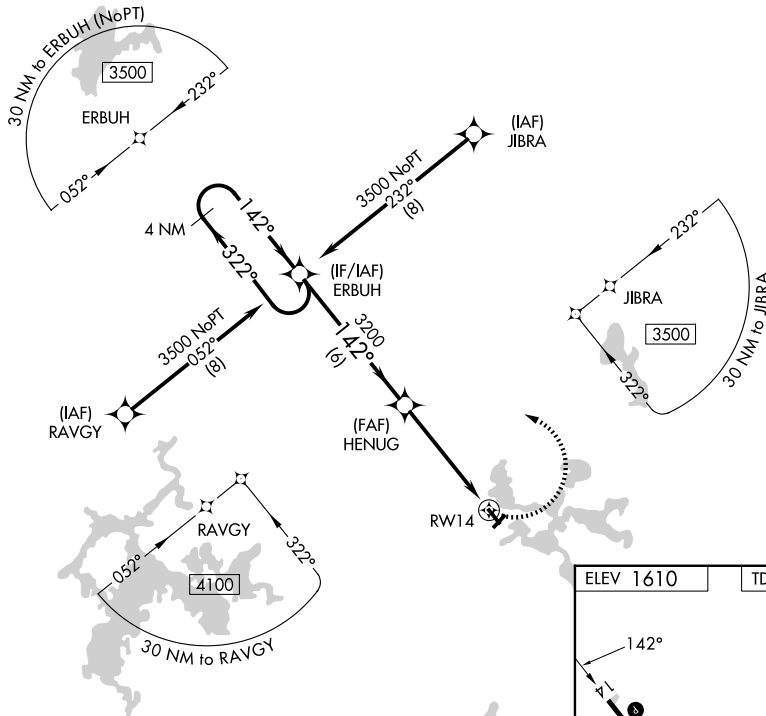 30 NM to ERBUH (NoPT)
3500
ERBUH
232°
052°
(IAF)
JIBRA
3500 NoPT
232°
(8)
4 NM
142°
322°
(IF/IAF)
ERBUH
232°
JIBRA
3500
322°
30 NM to JIBRA
3500 NoPT
052°
(8)
3200
142°
(6)
(IAF)
RAVGY
(FAF)
HENUG
RW14
RAVGY
052°
322°
4100
30 NM to RAVGY
ELEV 1610
TD
142°
14
P